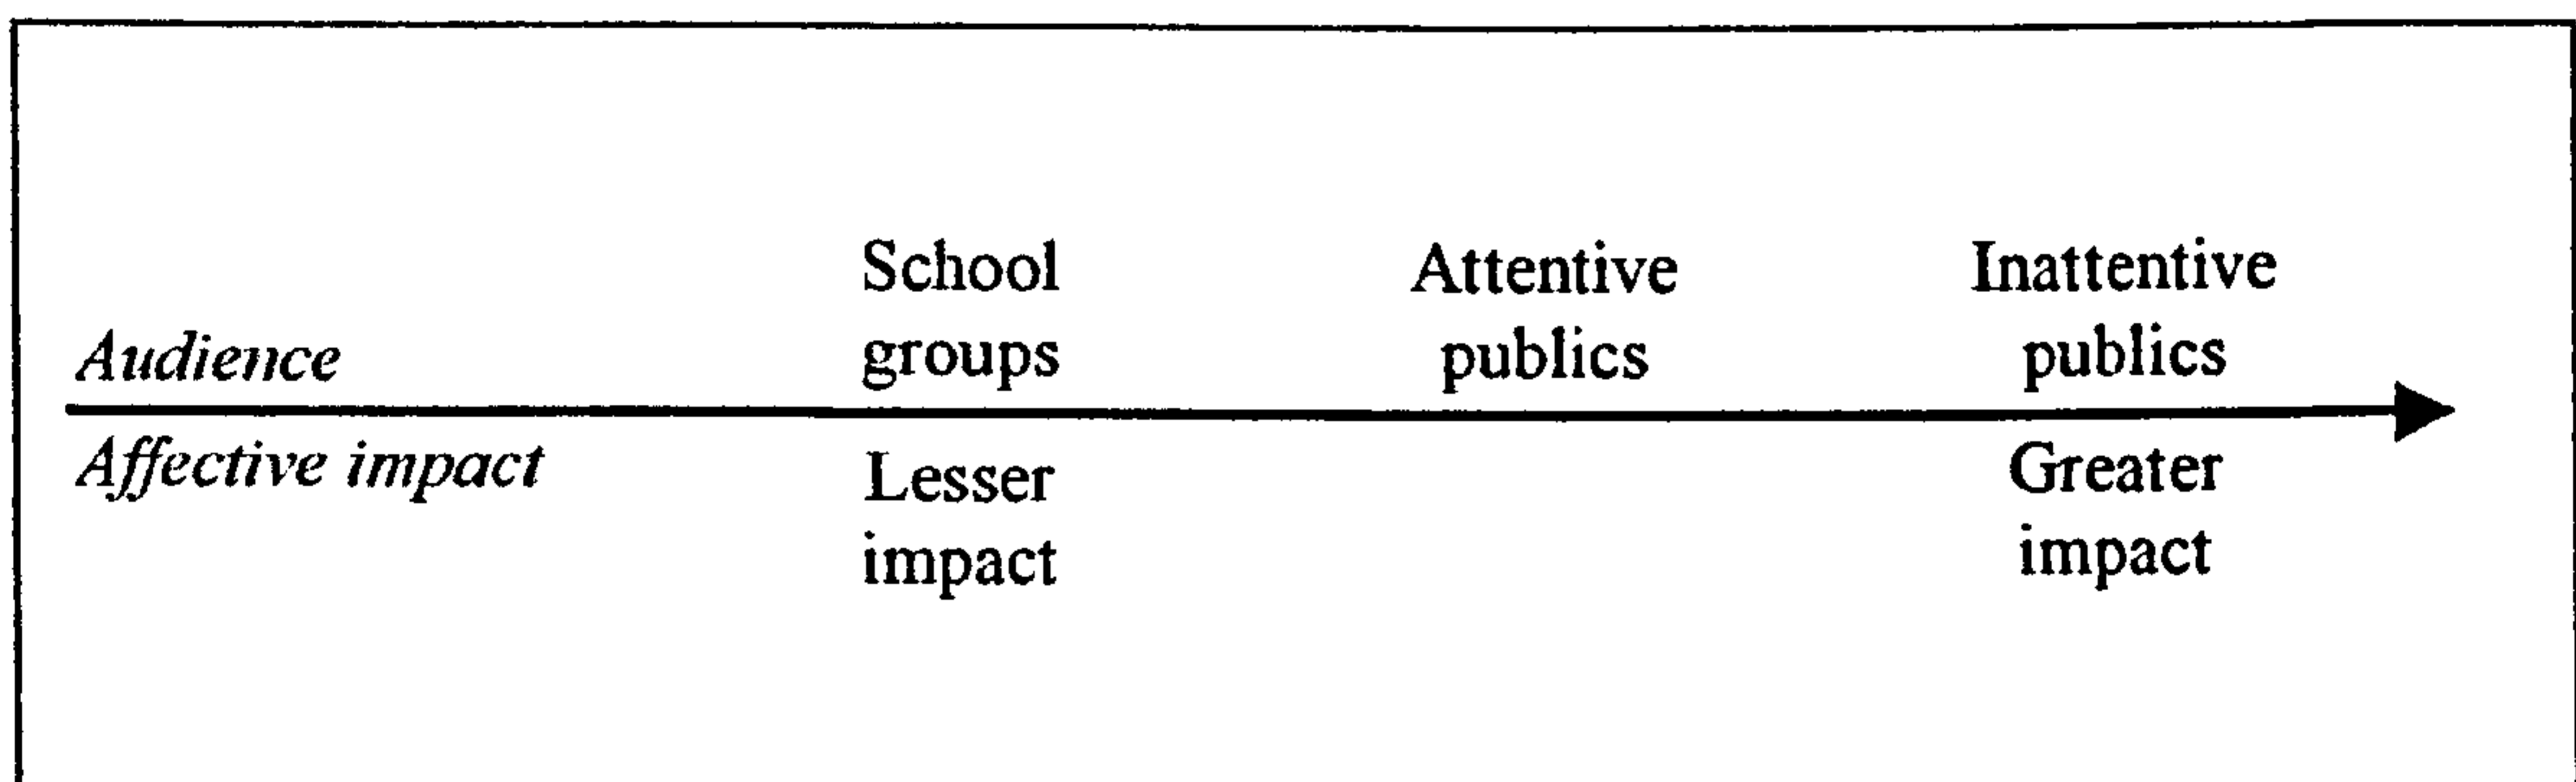 School Attentive Inattentive
Audience groups publics publics
Affective impact Lesser Greater
impact impact